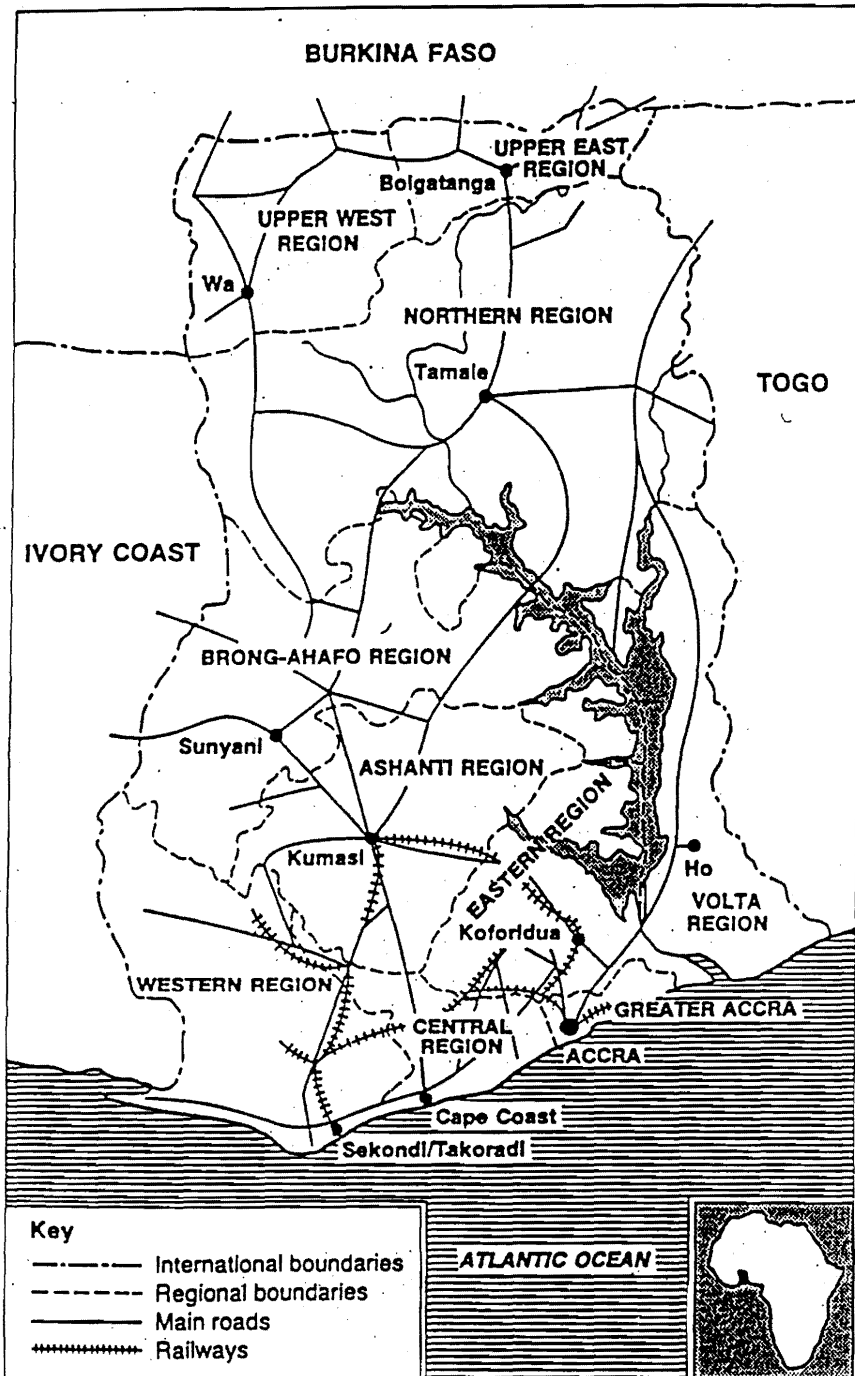 BURKINA FASO
UPPER EAST
REGION
Bolgatanga
UPPER WEST
REGION
Wa
NORTHERN REGION
Tamale
TOGO
IVORY COAST
BRONG-AHAFO REGION
Sunyani
ASHANTI REGION
EASTERN REGION
Kumasi
Ho
VOLTA
REGION
Koforidua
WESTERN REGION
GREATER ACCRA
CENTRAL
REGION
ACCRA
Cape Coast
Sekondi/Takoradi
Key
International boundaries
Regional boundaries
Main roads
Railways
ATLANTIC OCEAN